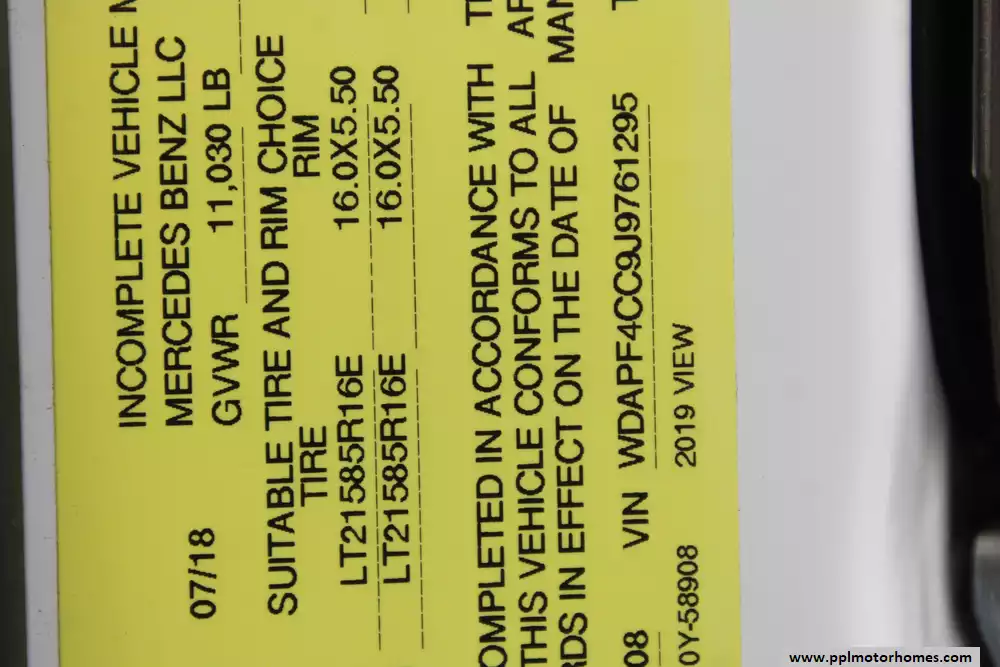 INCOMPLETE VEHICLE
07/18 MERCEDES BENZ LLC
GVWR 11,030 LB
SUITABLE TIRE AND RIM CHOICE
TIRE RIM
LT21585R16E 16.0X5.50
LT21585R16E 16.0X5.50
OMPLETED IN ACCORDANCE WITH
THIS VEHICLE CONFORMS TO ALL
RDS IN EFFECT ON THE DATE OF MAN
08 VIN WDAPF4CC9J9761295
0Y-58908 2019 VIEW
www.pplmotorhomes.com